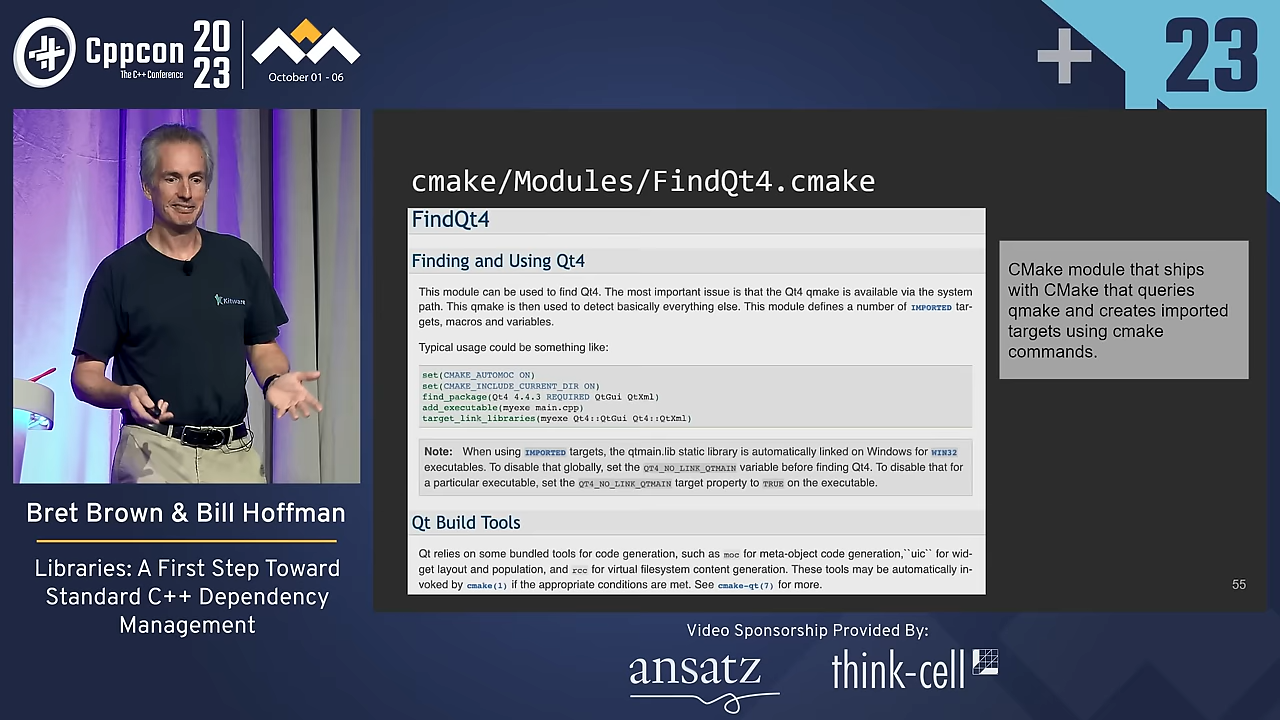 Cppcon
The C++ Conference
20
23
October 01 - 06
23
Kitware
Bret Brown & Bill Hoffman
Libraries: A First Step Toward
Standard C++ Dependency
Management
cmake/Modules/FindQt4.cmake
FindQt4
Finding and Using Qt4
This module can be used to find Qt4. The most important issue is that the Qt4 qmake is available via the system
path. This qmake is then used to detect basically everything else. This module defines a number of IMPORTED tar-
gets, macros and variables.
Typical usage could be something like:
set(CMAKE_AUTOMOC ON)
set(CMAKE_INCLUDE_CURRENT_DIR ON)
find_package(Qt4 4.4.3 REQUIRED QtGui QtXml)
add_executable(myexe main.cpp)
target_link_libraries(myexe Qt4::QtGui Qt4::QtXml)
Note: When using IMPORTED targets, the qtmain.lib static library is automatically linked on Windows for WIN32
executables. To disable that globally, set the QT4_NO_LINK_QTMAIN variable before finding Qt4. To disable that for
a particular executable, set the QT4_NO_LINK_QTMAIN target property to TRUE on the executable.
Qt Build Tools
Qt relies on some bundled tools for code generation, such as moc for meta-object code generation,``uic`` for wid-
get layout and population, and rcc for virtual filesystem content generation. These tools may be automatically in-
voked by cmake(1) if the appropriate conditions are met. See cmake-qt(7) for more.
CMake module that ships
with CMake that queries
qmake and creates imported
targets using cmake
commands.
55
Video Sponsorship Provided By:
ansatz
think-cell